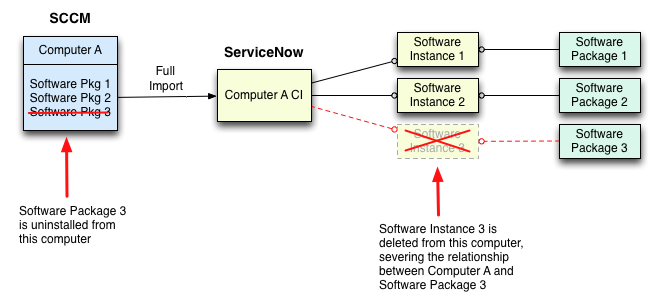 SCCM
Computer A
Software Pkg 1
Software Pkg 2
Software Pkg 3
Full
Import
ServiceNow
Computer A CI
Software
Instance 1
Software
Instance 2
Software
Instance 3
Software
Package 1
Software
Package 2
Software
Package 3
Software Package 3
is uninstalled from
this computer
Software Instance 3 is
deleted from this computer,
severing the relationship
between Computer A and
Software Package 3